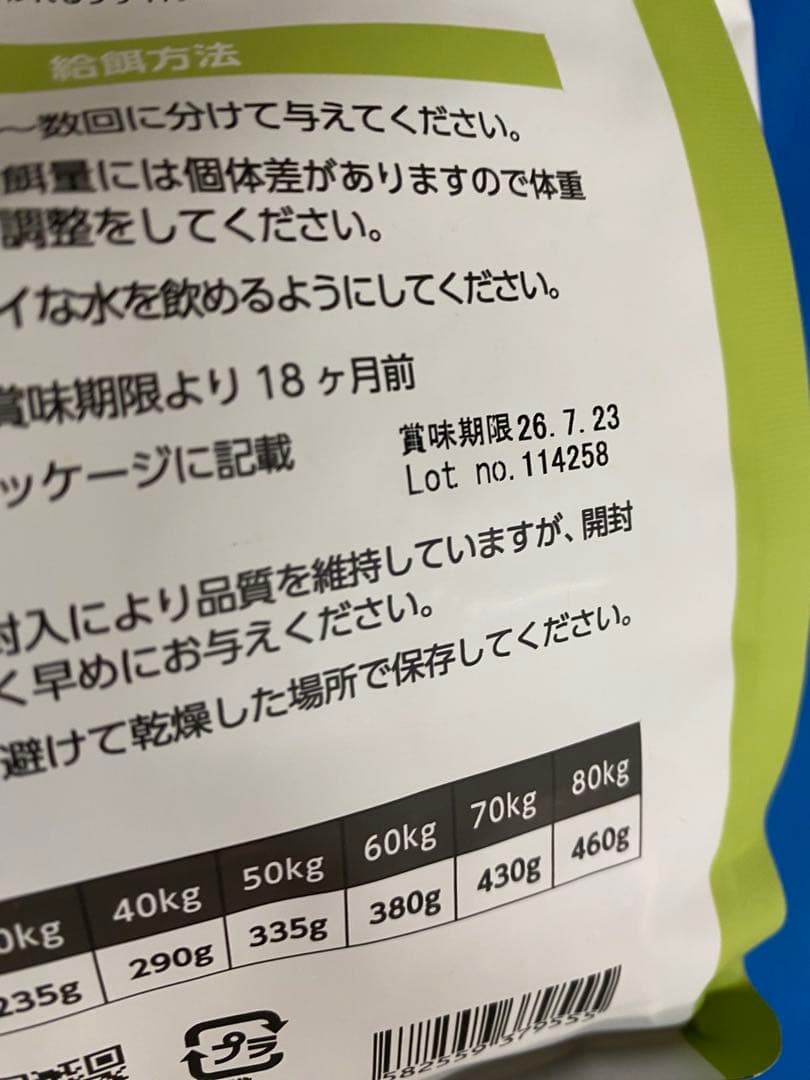 給餌方法
～数回に分けて与えてください。
餌量には個体差がありますので体重
調整をしてください。
イな水を飲めるようにしてください。
賞味期限より18ヶ月前
ッケージに記載
賞味期限26.7.23
Lot no.114258
封入により品質を維持していますが、開封
く早めにお与えください。
避けて乾燥した場所で保存してください。
0kg 40kg 50kg 60kg 70kg 80kg
235g 290g 335g 380g 430g 460g
プラ